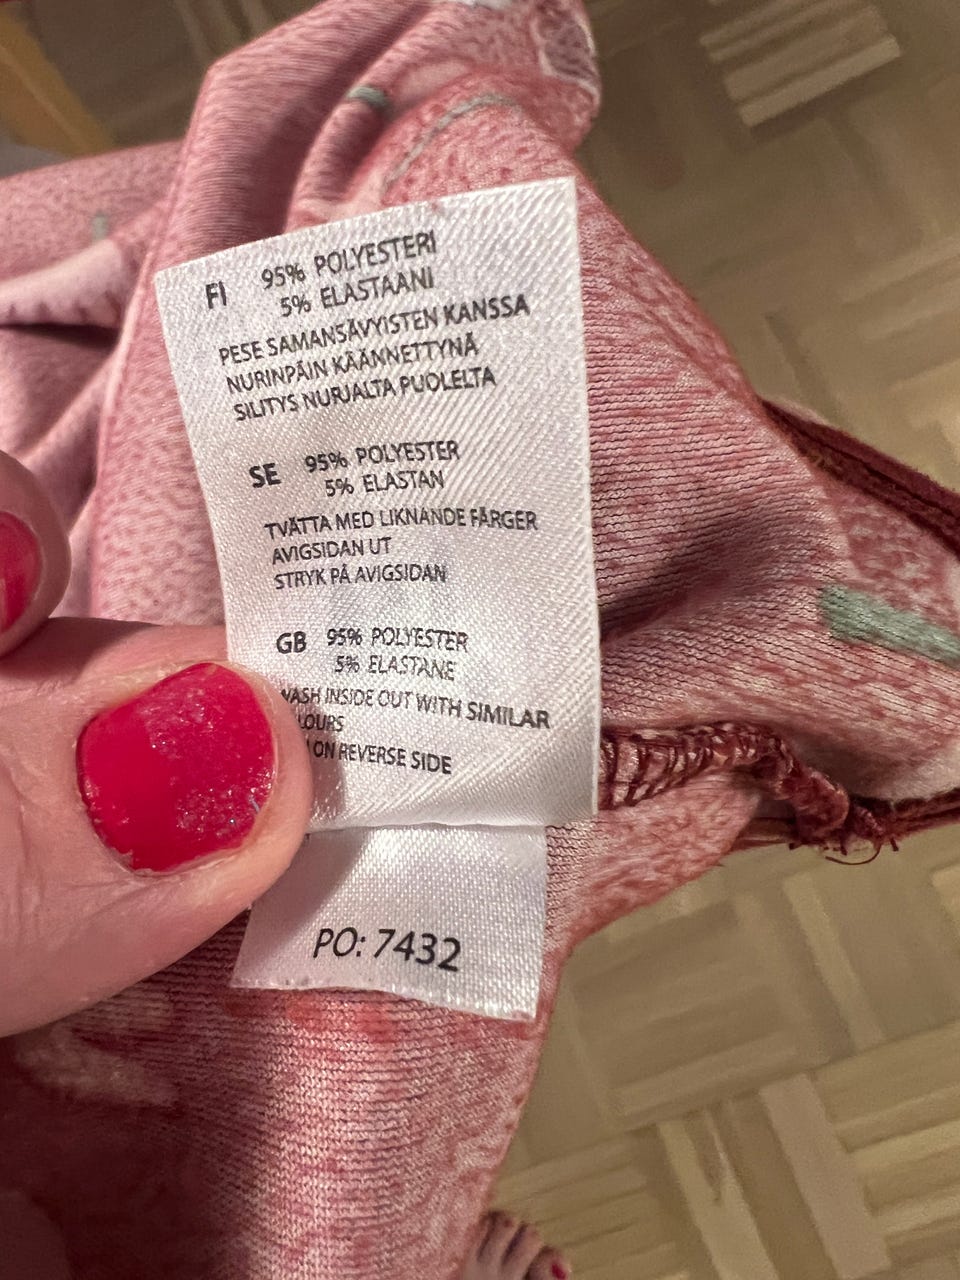 FI 95% POLYESTERI
5% ELASTAANI
PESE SAMANSÄVYISTEN KANSSA
NURINPÄIN KÄÄNNETTYNÄ
SILITYS NURJALTA PUOLELTA
SE 95% POLYESTER
5% ELASTAN
TVÄTTA MED LIKNANDE FÄRGER
AVIGSIDAN UT
STRYK PÅ AVIGSIDAN
GB 95% POLYESTER
5% ELASTANE
WASH INSIDE OUT WITH SIMILAR
LOURS
ON REVERSE SIDE
PO: 7432